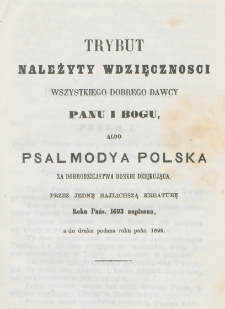 TRYBUT
NALEŻYTY WDZIĘCZNOSCI
WSZYSTKIEGO DOBREGO DAWCY
PANU I BOGU,
ALBO
PSALMODYA POLSKA
ZA DOBRODZIEJSTWA BOSKIE DZIĘKUJĄCA,
PRZEZ JEDNĘ NAJLICHSZĄ KREATURĘ
Roku Pańs. 1693 napisana,
a do druku podana roku pańs. 1695.